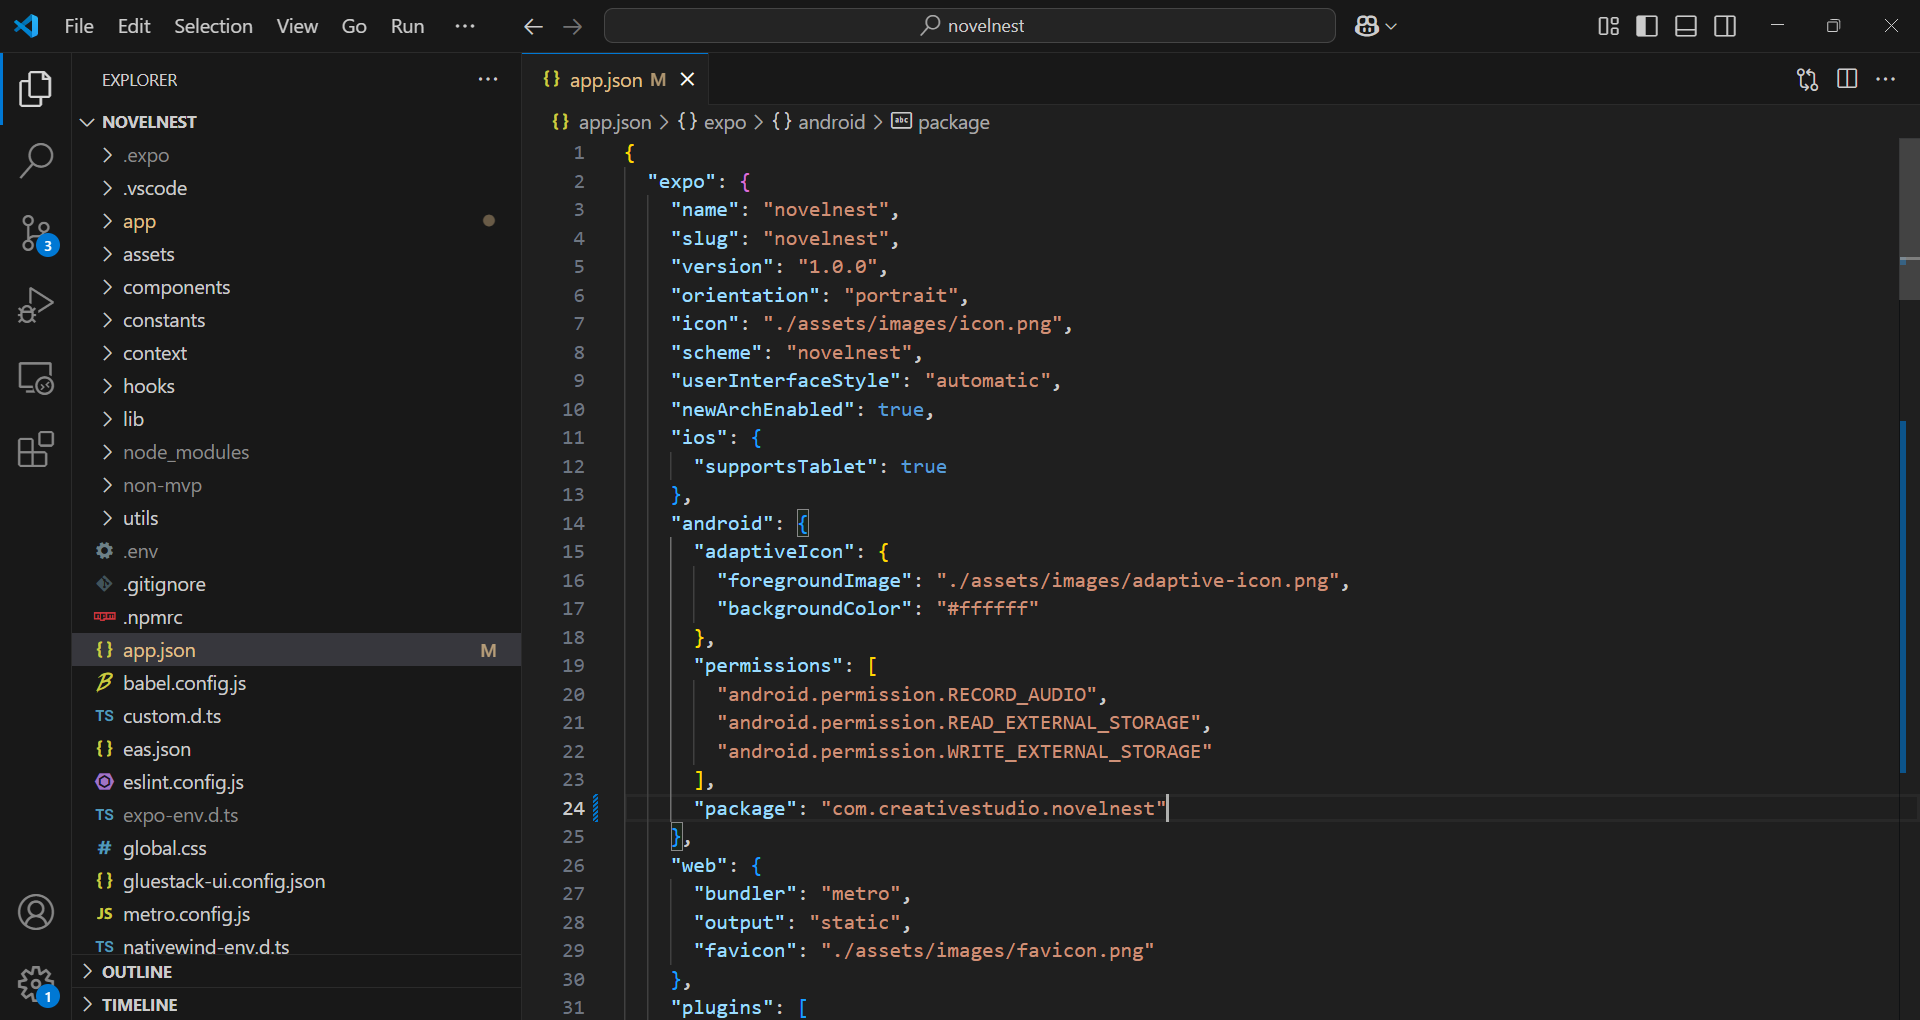 File Edit Selection View Go Run ···
novelnest
EXPLORER
NOVELNEST
.expo
.vscode
app
assets
components
constants
context
hooks
lib
node_modules
non-mvp
utils
.env
.gitignore
npm .npmrc
{} app.json M
babel.config.js
TS custom.d.ts
{} eas.json
eslint.config.js
TS expo-env.d.ts
# global.css
{} gluestack-ui.config.json
JS metro.config.js
TS nativewind-env.d.ts
OUTLINE
TIMELINE
3
1
{} app.json M
{} app.json > {} expo > {} android > abc package
1 {
2 "expo": {
3 "name": "novelnest",
4 "slug": "novelnest",
5 "version": "1.0.0",
6 "orientation": "portrait",
7 "icon": "./assets/images/icon.png",
8 "scheme": "novelnest",
9 "userInterfaceStyle": "automatic",
10 "newArchEnabled": true,
11 "ios": {
12 "supportsTablet": true
13 },
14 "android": {
15 "adaptiveIcon": {
16 "foregroundImage": "./assets/images/adaptive-icon.png",
17 "backgroundColor": "#ffffff"
18 },
19 "permissions": [
20 "android.permission.RECORD_AUDIO",
21 "android.permission.READ_EXTERNAL_STORAGE",
22 "android.permission.WRITE_EXTERNAL_STORAGE"
23 ],
24 "package": "com.creativestudio.novelnest"
25 },
26 "web": {
27 "bundler": "metro",
28 "output": "static",
29 "favicon": "./assets/images/favicon.png"
30 },
31 "plugins": [